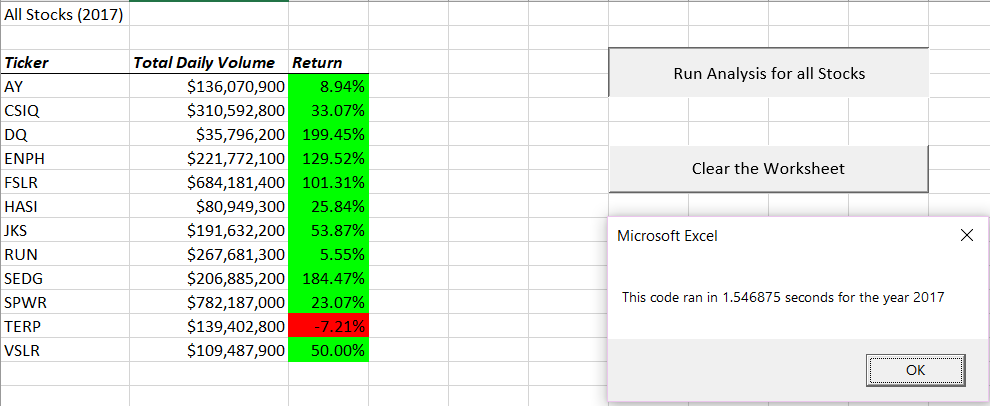 All Stocks (2017)
Ticker Total Daily Volume Return
AY $136,070,900 8.94%
CSIQ $310,592,800 33.07%
DQ $35,796,200 199.45%
ENPH $221,772,100 129.52%
FSLR $684,181,400 101.31%
HASI $80,949,300 25.84%
JKS $191,632,200 53.87%
RUN $267,681,300 5.55%
SEDG $206,885,200 184.47%
SPWR $782,187,000 23.07%
TERP $139,402,800 -7.21%
VSLR $109,487,900 50.00%
Run Analysis for all Stocks
Clear the Worksheet
Microsoft Excel
This code ran in 1.546875 seconds for the year 2017
OK